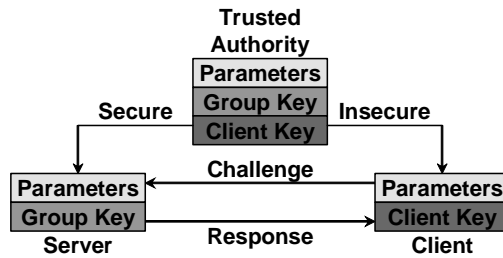 Trusted
Authority
Parameters
Group Key
Client Key
Secure
Insecure
Challenge
Parameters
Group Key
Server
Response
Parameters
Client Key
Client